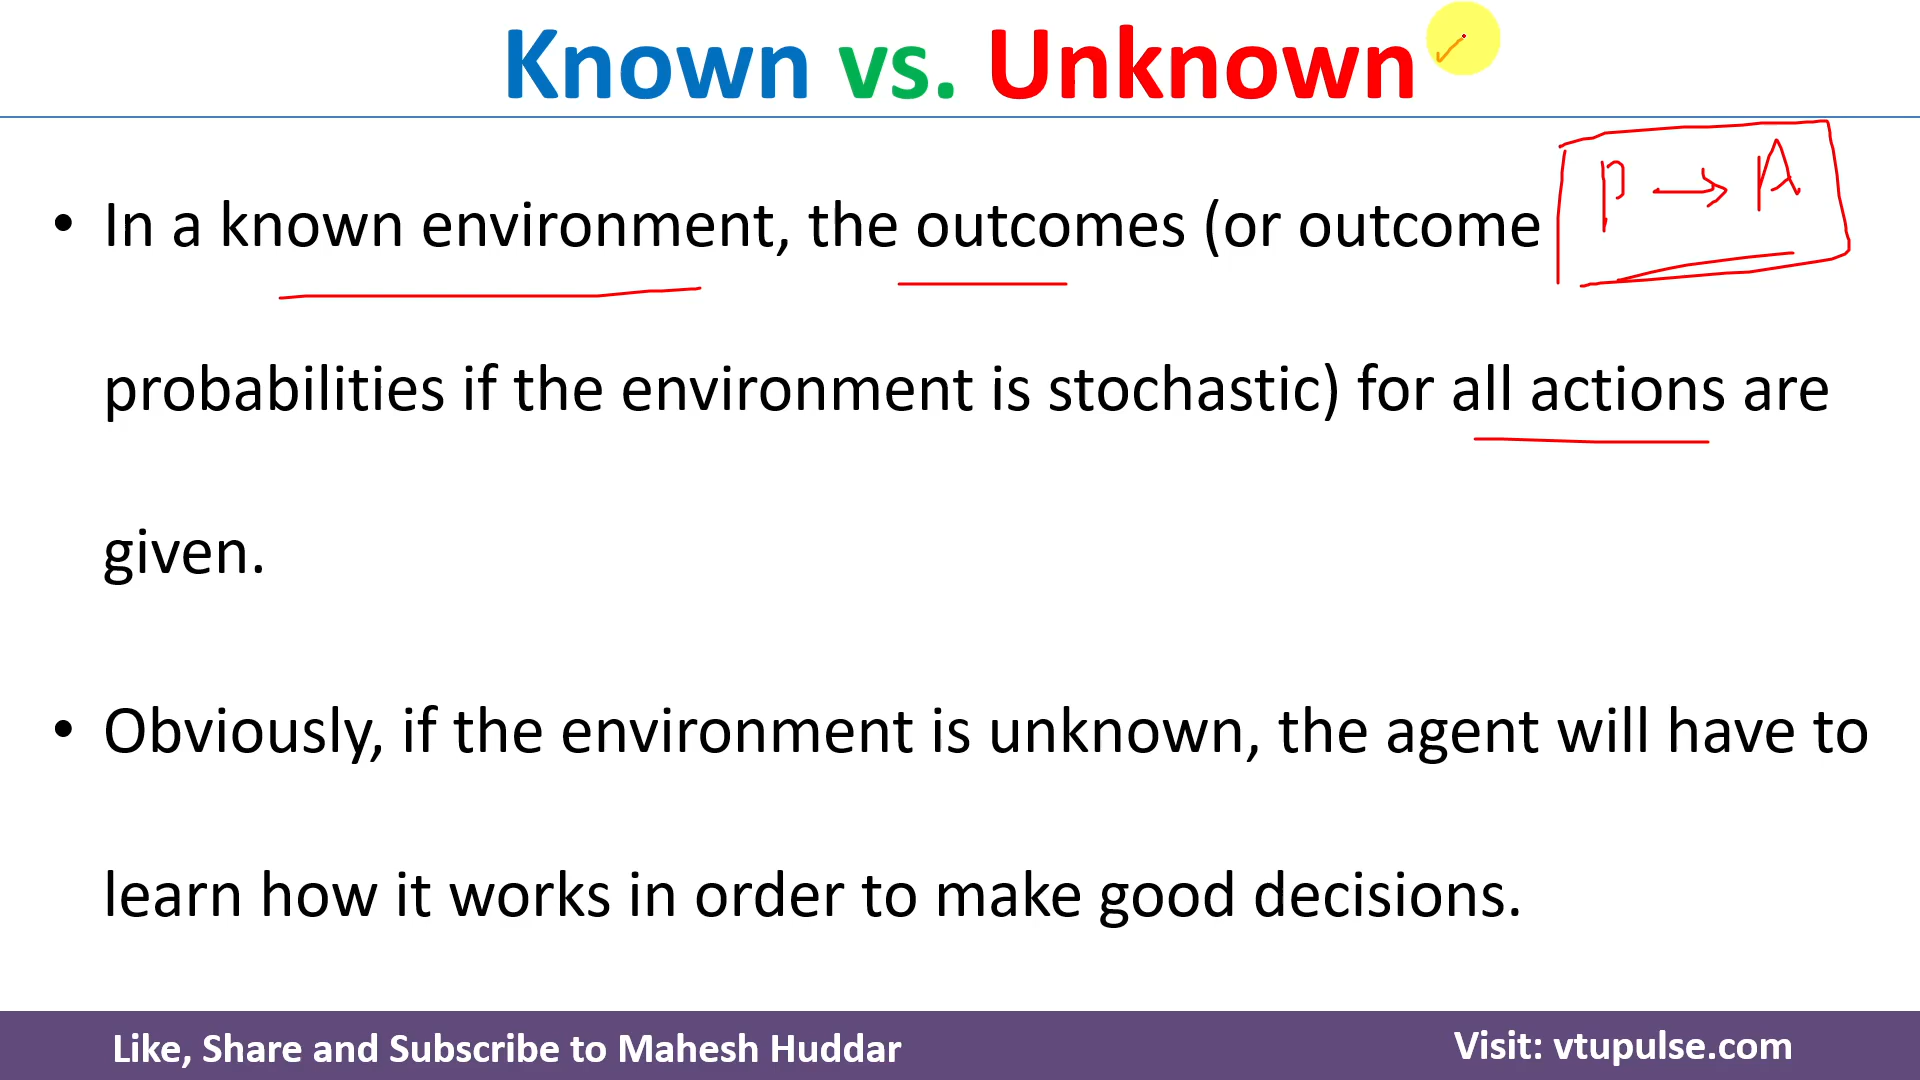 Known vs. Unknown
• In a known environment, the outcomes (or outcome
P → A
probabilities if the environment is stochastic) for all actions are
given.
• Obviously, if the environment is unknown, the agent will have to
learn how it works in order to make good decisions.
Like, Share and Subscribe to Mahesh Huddar
Visit: vtupulse.com